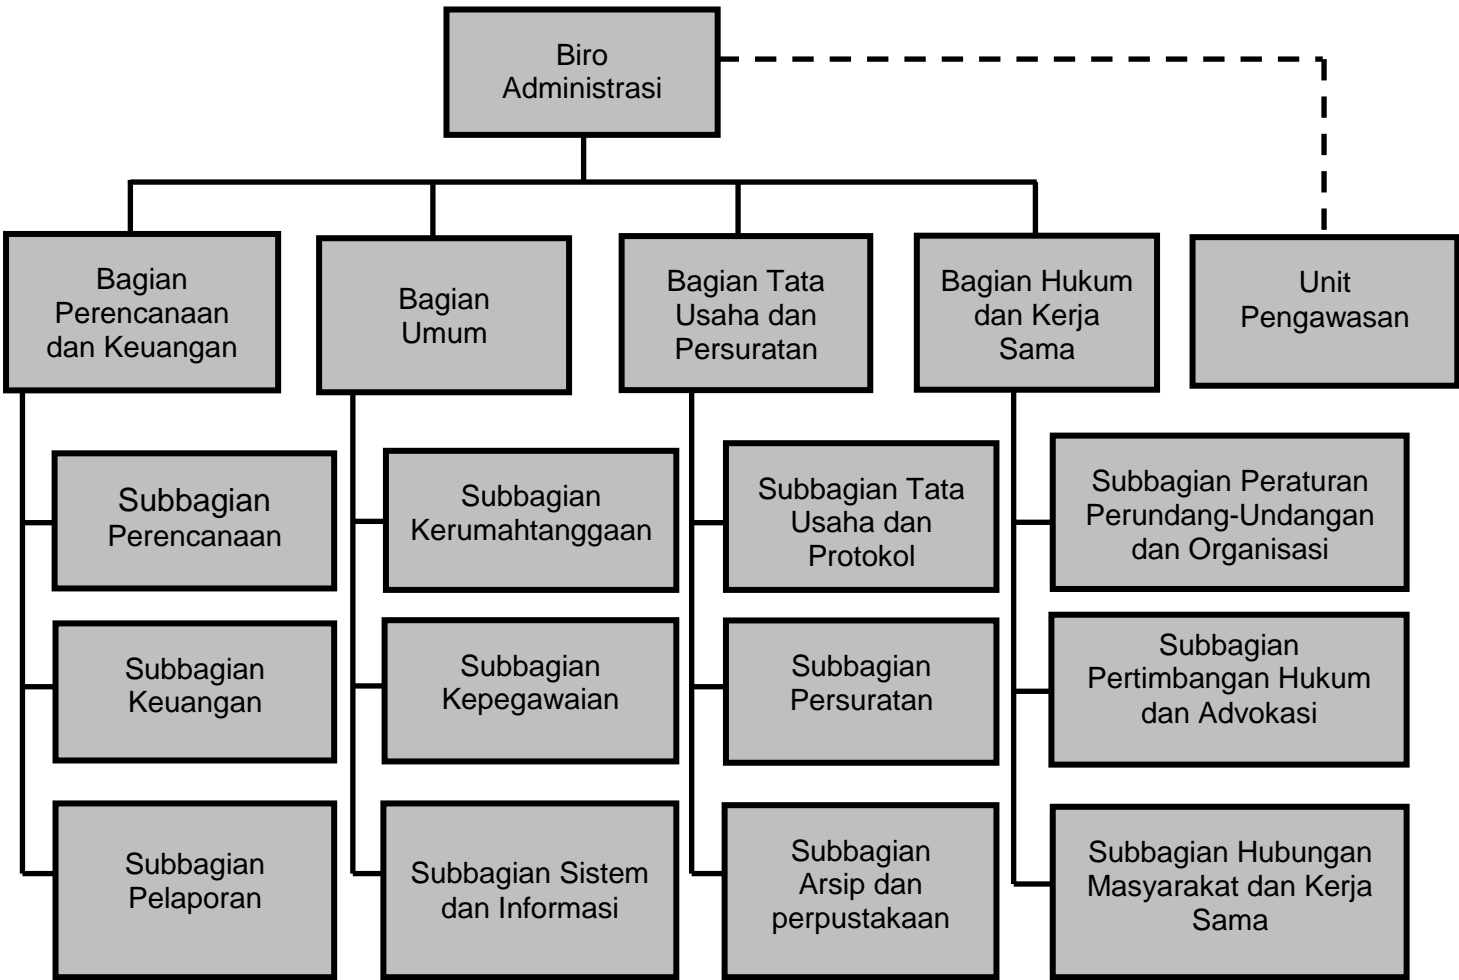 Biro
Administrasi
Bagian
Perencanaan
dan Keuangan
Bagian
Umum
Bagian Tata
Usaha dan
Persuratan
Bagian Hukum
dan Kerja
Sama
Unit
Pengawasan
Subbagian
Perencanaan
Subbagian
Kerumahtanggaan
Subbagian Tata
Usaha dan
Protokol
Subbagian Peraturan
Perundang-Undangan
dan Organisasi
Subbagian
Keuangan
Subbagian
Kepegawaian
Subbagian
Persuratan
Subbagian
Pertimbangan Hukum
dan Advokasi
Subbagian
Pelaporan
Subbagian Sistem
dan Informasi
Subbagian
Arsip dan
perpustakaan
Subbagian Hubungan
Masyarakat dan Kerja
Sama